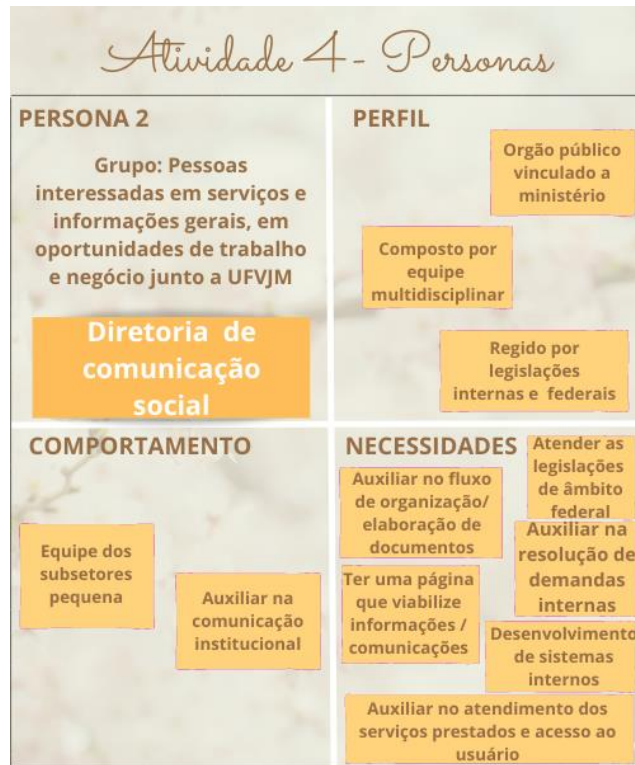 Atividade 4 - Personas
PERSONA 2
Grupo: Pessoas
interessadas em serviços e
informações gerais, em
oportunidades de trabalho
e negócio junto a UFVJM
Diretoria de
comunicação
social
PERFIL
Orgão público
vinculado a
ministério
Composto por
equipe
multidisciplinar
Regido por
legislações
internas e federais
COMPORTAMENTO
Equipe dos
subsetores
pequena
Auxiliar na
comunicação
institucional
NECESSIDADES
Atender as
legislações
de âmbito
federal
Auxiliar no fluxo
de organização/
elaboração de
documentos
Auxiliar na
resolução de
demandas
internas
Ter uma página
que viabilize
informações /
comunicações
Desenvolvimento
de sistemas
internos
Auxiliar no atendimento dos
serviços prestados e acesso ao
usuário